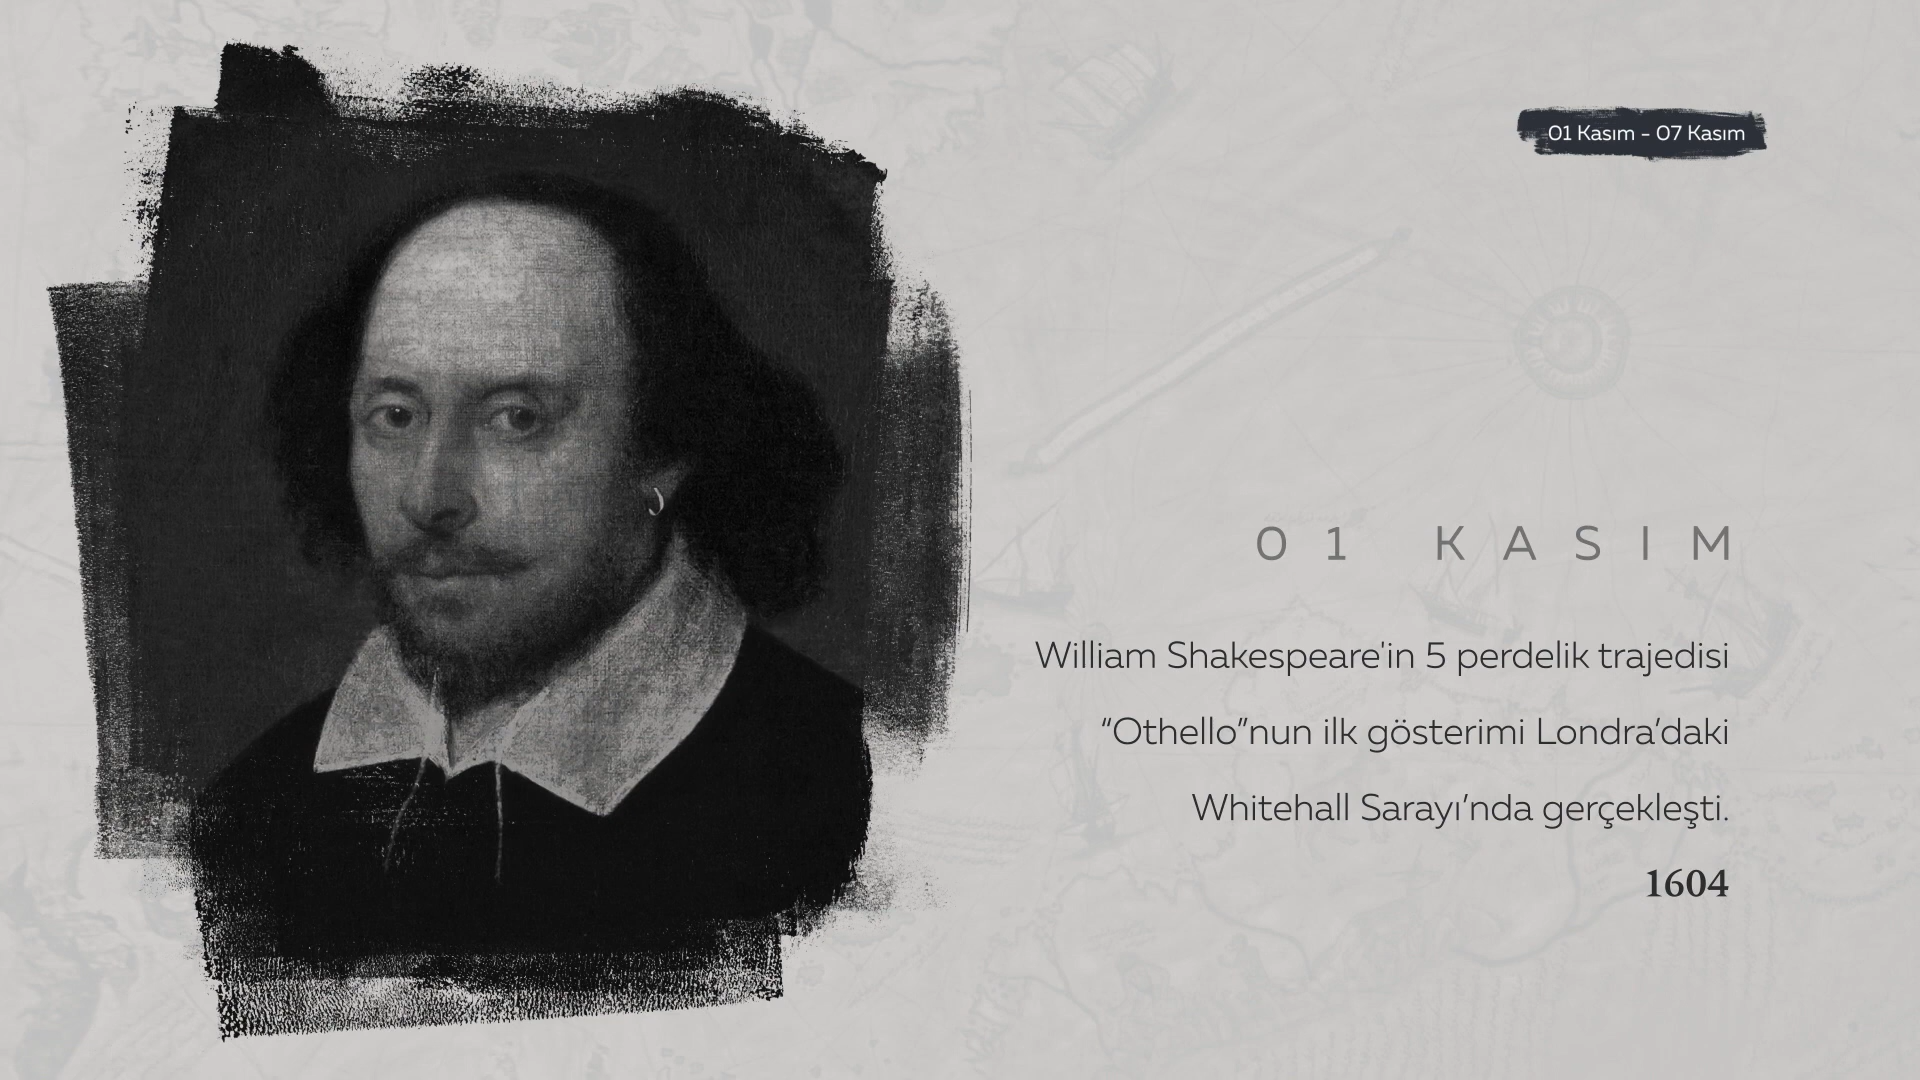 01 Kasım - 07 Kasım
01 KASIM
William Shakespeare'in 5 perdelik trajedisi
“Othello”nun ilk gösterimi Londra’daki
Whitehall Sarayı’nda gerçekleşti.
1604